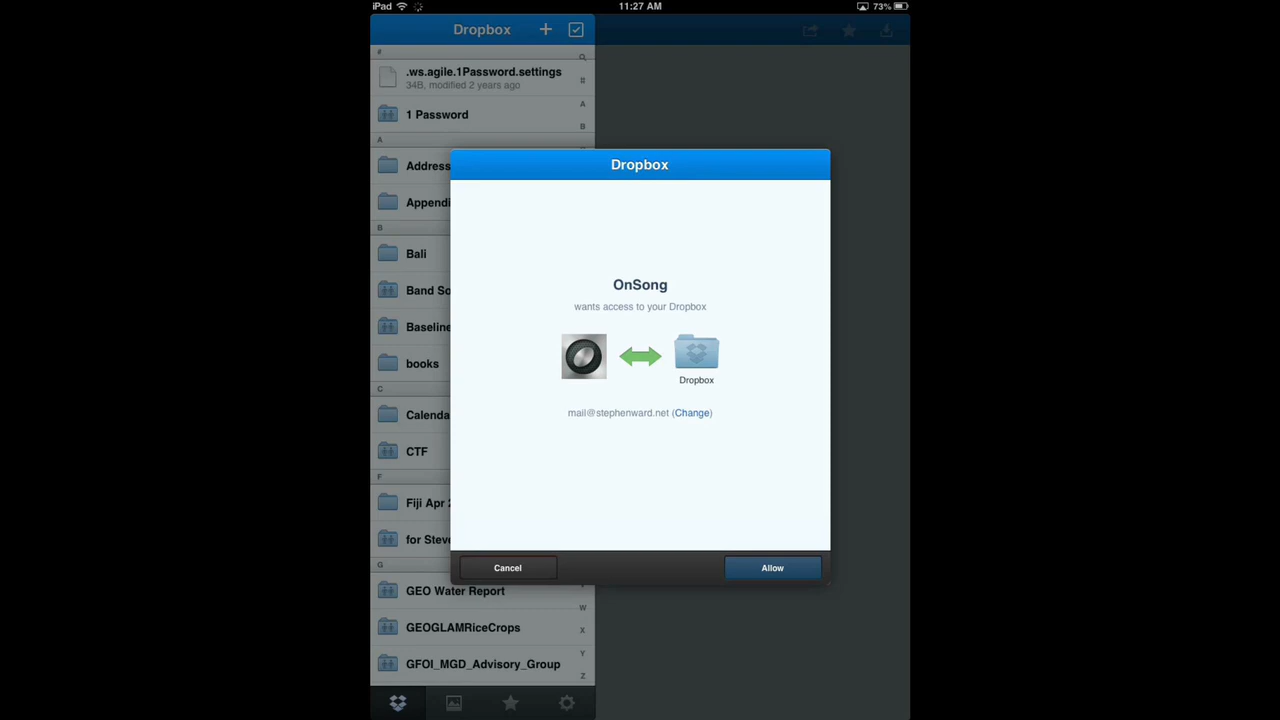 iPad
11:27 AM
73%
Dropbox
#
.ws.agile.1Password.settings
34B, modified 2 years ago
1 Password
A
Address
Appendi
B
Bali
Band So
Baseline
books
C
Calenda
CTF
F
Fiji Apr 2
for Steve
G
GEO Water Report
GEOGLAMRiceCrops
GFOI_MGD_Advisory_Group
#
A
B
W
X
Y
Z
Dropbox
OnSong
wants access to your Dropbox
Dropbox
mail@stephenward.net (Change)
Cancel
Allow